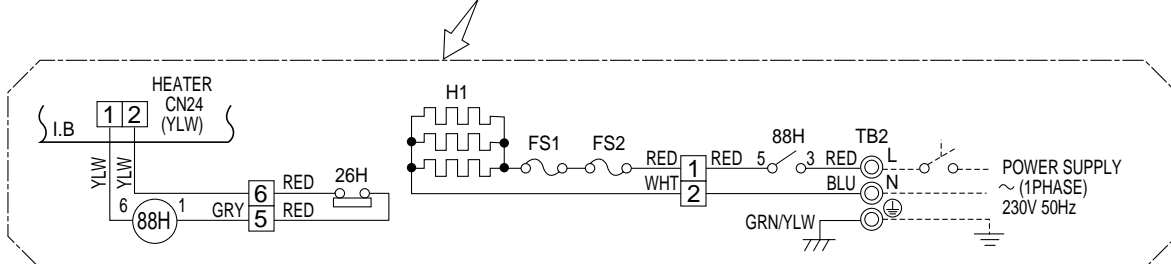 HEATER
CN24
(YLW)
1 2
I.B
YLW
YLW
6
88H
1
GRY
6
5
RED
RED
26H
H1
FS1
FS2
RED
WHT
1
2
RED
5
88H
3
RED
TB2
L
BLU
N
GRN/YLW
POWER SUPPLY
~ (1PHASE)
230V 50Hz